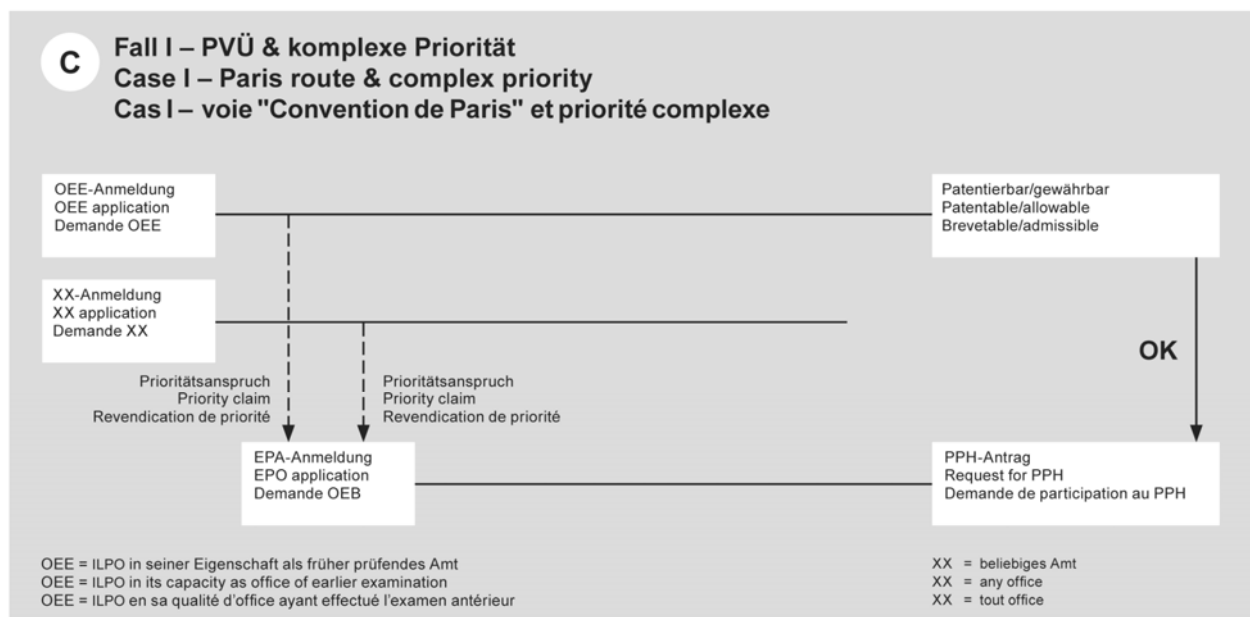 C
Fall I – PVÜ & komplexe Priorität
Case I – Paris route & complex priority
Cas I – voie "Convention de Paris" et priorité complexe
OEE-Anmeldung
OEE application
Demande OEE
Patentierbar/gewährbar
Patentable/allowable
Brevetable/admissible
XX-Anmeldung
XX application
Demande XX
OK
Prioritätsanspruch
Priority claim
Revendication de priorité
Prioritätsanspruch
Priority claim
Revendication de priorité
EPA-Anmeldung
EPO application
Demande OEB
PPH-Antrag
Request for PPH
Demande de participation au PPH
OEE = ILPO in seiner Eigenschaft als früher prüfendes Amt
OEE = ILPO in its capacity as office of earlier examination
OEE = ILPO en sa qualité d'office ayant effectué l'examen antérieur
XX = beliebiges Amt
XX = any office
XX = tout office